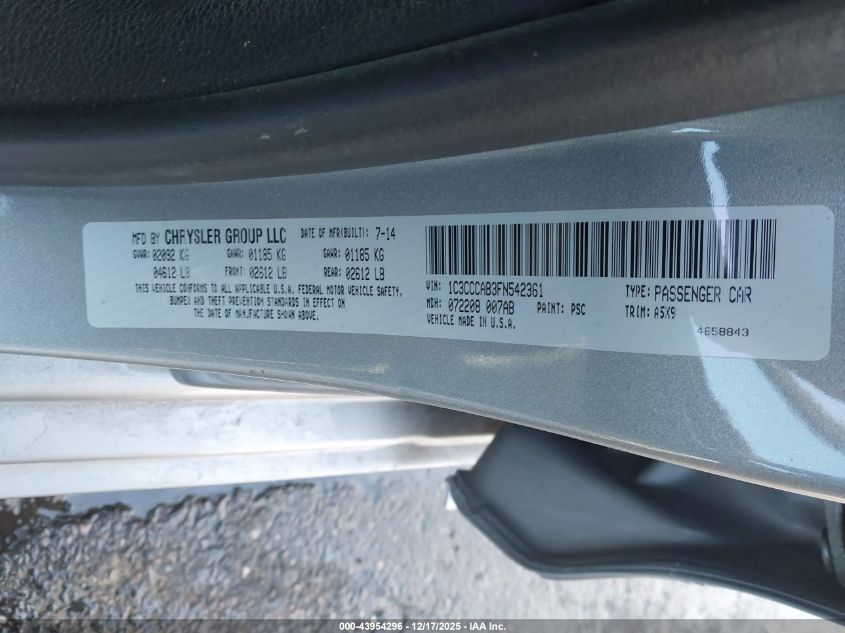 MFD BY CHRYSLER GROUP LLC DATE OF MFR(BUILT): 7-14
GVWR: 02092 KG GAWR: 01185 KG GAWR: 01185 KG
04612 LB FRONT: 02612 LB REAR: 02612 LB
THIS VEHICLE CONFORMS TO ALL APPLICABLE FEDERAL MOTOR VEHICLE SAFETY,
BUMPER AND THEFT PREVENTION STANDARDS IN EFFECT ON
THE DATE OF MANUFACTURE SHOWN ABOVE.
VIN: 1C3CCCAB3FN542361 TYPE: PASSENGER CAR
MDH: 072208 007AB PAINT: PSC TRIM: A5X9
VEHICLE MADE IN U.S.A. 4658843
000-43954296 - 12/17/2025 - IAA Inc.